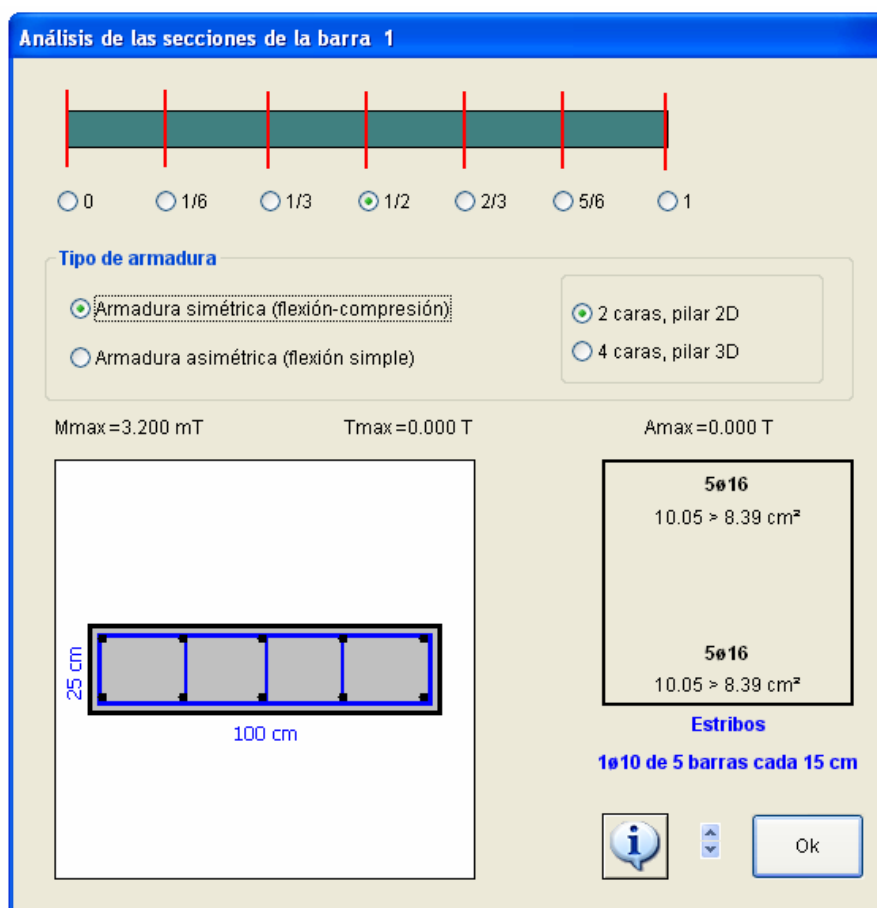 Análisis de las secciones de la barra 1
0 1/6 1/3 1/2 2/3 5/6 1
Tipo de armadura
Armadura simétrica (flexión-compresión)
Armadura asimétrica (flexión simple)
2 caras, pilar 2D
4 caras, pilar 3D
Mmax=3.200 mT Tmax=0.000 T Amax=0.000 T
25 cm
100 cm
5ø16
10.05 > 8.39 cm²
5ø16
10.05 > 8.39 cm²
Estribos
1ø10 de 5 barras cada 15 cm
Ok